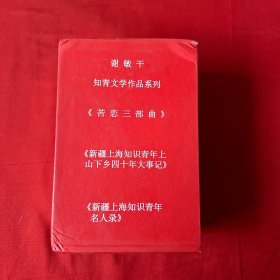 谢敏干
知青文学作品系列
《苦恋三部曲》
《新疆上海知识青年上
山下乡四十年大事记》
《新疆上海知识青年
名人录》